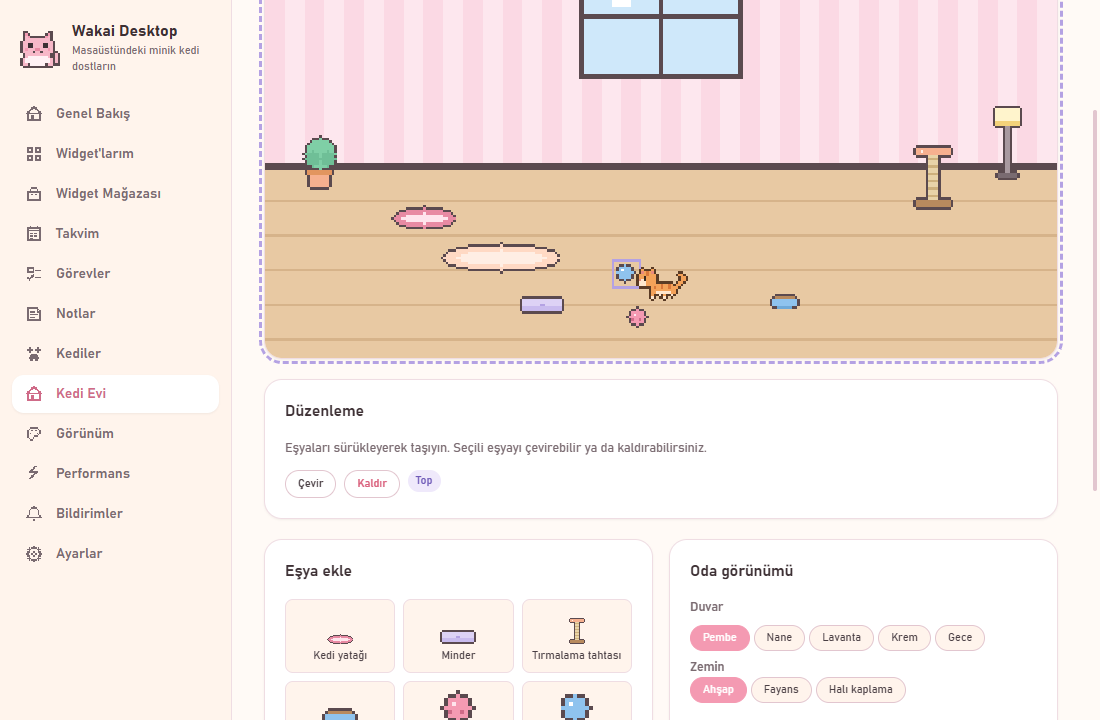 Wakai Desktop
Masaüstündeki minik kedi
dostların
Genel Bakış
Widget'larım
Widget Mağazası
Takvim
Görevler
Notlar
Kediler
Kedi Evi
Görünüm
Performans
Bildirimler
Ayarlar
Düzenleme
Eşyaları sürükleyerek taşıyın. Seçili eşyayı çevirebilir ya da kaldırabilirsiniz.
Çevir
Kaldır
Top
Eşya ekle
Kedi yatağı
Minder
Tırmalama tahtası
Oda görünümü
Duvar
Pembe
Nane
Lavanta
Krem
Gece
Zemin
Ahşap
Fayans
Halı kaplama